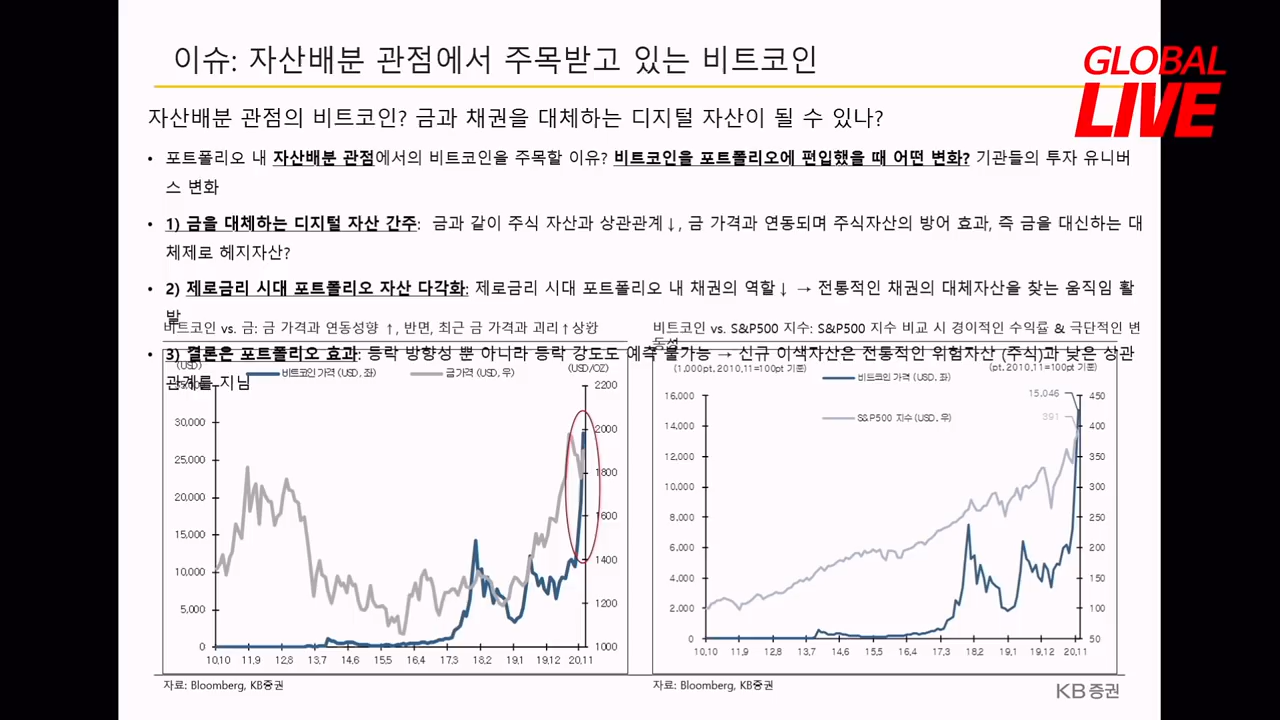 이슈: 자산배분 관점에서 주목받고 있는 비트코인
GLOBAL
LIVE
자산배분 관점의 비트코인? 금과 채권을 대체하는 디지털 자산이 될 수 있나?
• 포트폴리오 내 자산배분 관점에서의 비트코인을 주목할 이유? 비트코인을 포트폴리오에 편입했을 때 어떤 변화? 기관들의 투자 유니버
스 변화
• 1) 금을 대체하는 디지털 자산 간주: 금과 같이 주식 자산과 상관관계↓, 금 가격과 연동되며 주식자산의 방어 효과, 즉 금을 대신하는 대
체제로 헤지자산?
• 2) 제로금리 시대 포트폴리오 자산 다각화: 제로금리 시대 포트폴리오 내 채권의 역할↓ → 전통적인 채권의 대체자산을 찾는 움직임 활
발
비트코인 vs. 금: 금 가격과 연동성향 ↑, 반면, 최근 금 가격과 괴리↑상황
비트코인 vs. S&P500 지수: S&P500 지수 비교 시 경이적인 수익률 & 극단적인 변
동성
• 3) 결론은 포트폴리오 효과: 등락 방향성 뿐 아니라 등락 강도도 예측 불가능 → 신규 이색자산은 전통적인 위험자산 (주식)과 낮은 상관
관계를 지님
(USD)
비트코인 가격 (USD, 좌)
금가격 (USD, 우)
(USD/OZ)
30,000
25,000
20,000
15,000
10,000
5,000
0
2200
2000
1800
1600
1400
1200
1000
10.10 11.9 12.8 13.7 14.6 15.5 16.4 17.3 18.2 19.1 19.12 20.11
(1,000pt, 2010.11=100pt 기준)
(pt, 2010.11=100pt 기준)
비트코인 가격 (USD, 좌)
S&P500 지수 (USD, 우)
15,046
391
16,000
14,000
12,000
10,000
8,000
6,000
4,000
2,000
0
450
400
350
300
250
200
150
100
50
10.10 11.9 12.8 13.7 14.6 15.5 16.4 17.3 18.2 19.1 19.12 20.11
자료: Bloomberg, KB증권
자료: Bloomberg, KB증권
KB증권